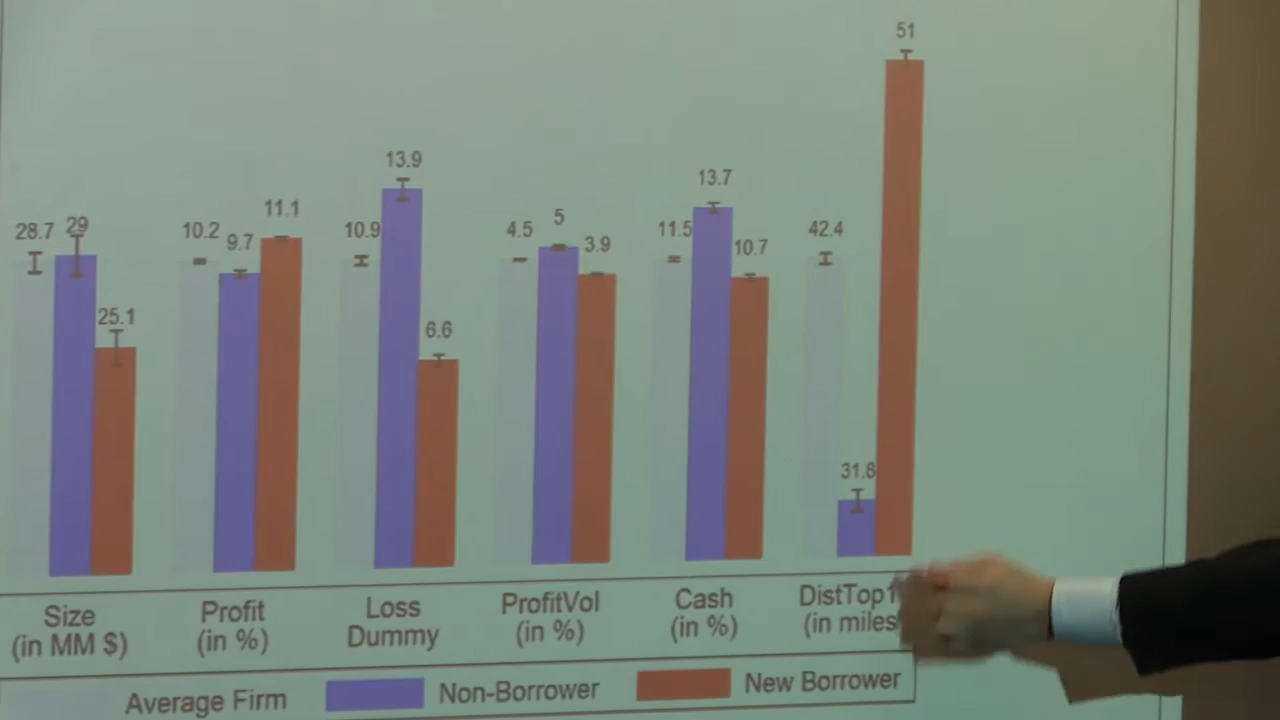 51
13.9
13.7
28.7 29 10.2 9.7 11.1 10.9 4.5 5 3.9 11.5 10.7 42.4
25.1 6.6
31.8
Size Profit Loss ProfitVol Cash
(in MM $) (in %) Dummy (in %) (in %) (in miles
Average Firm Non-Borrower New Borrower